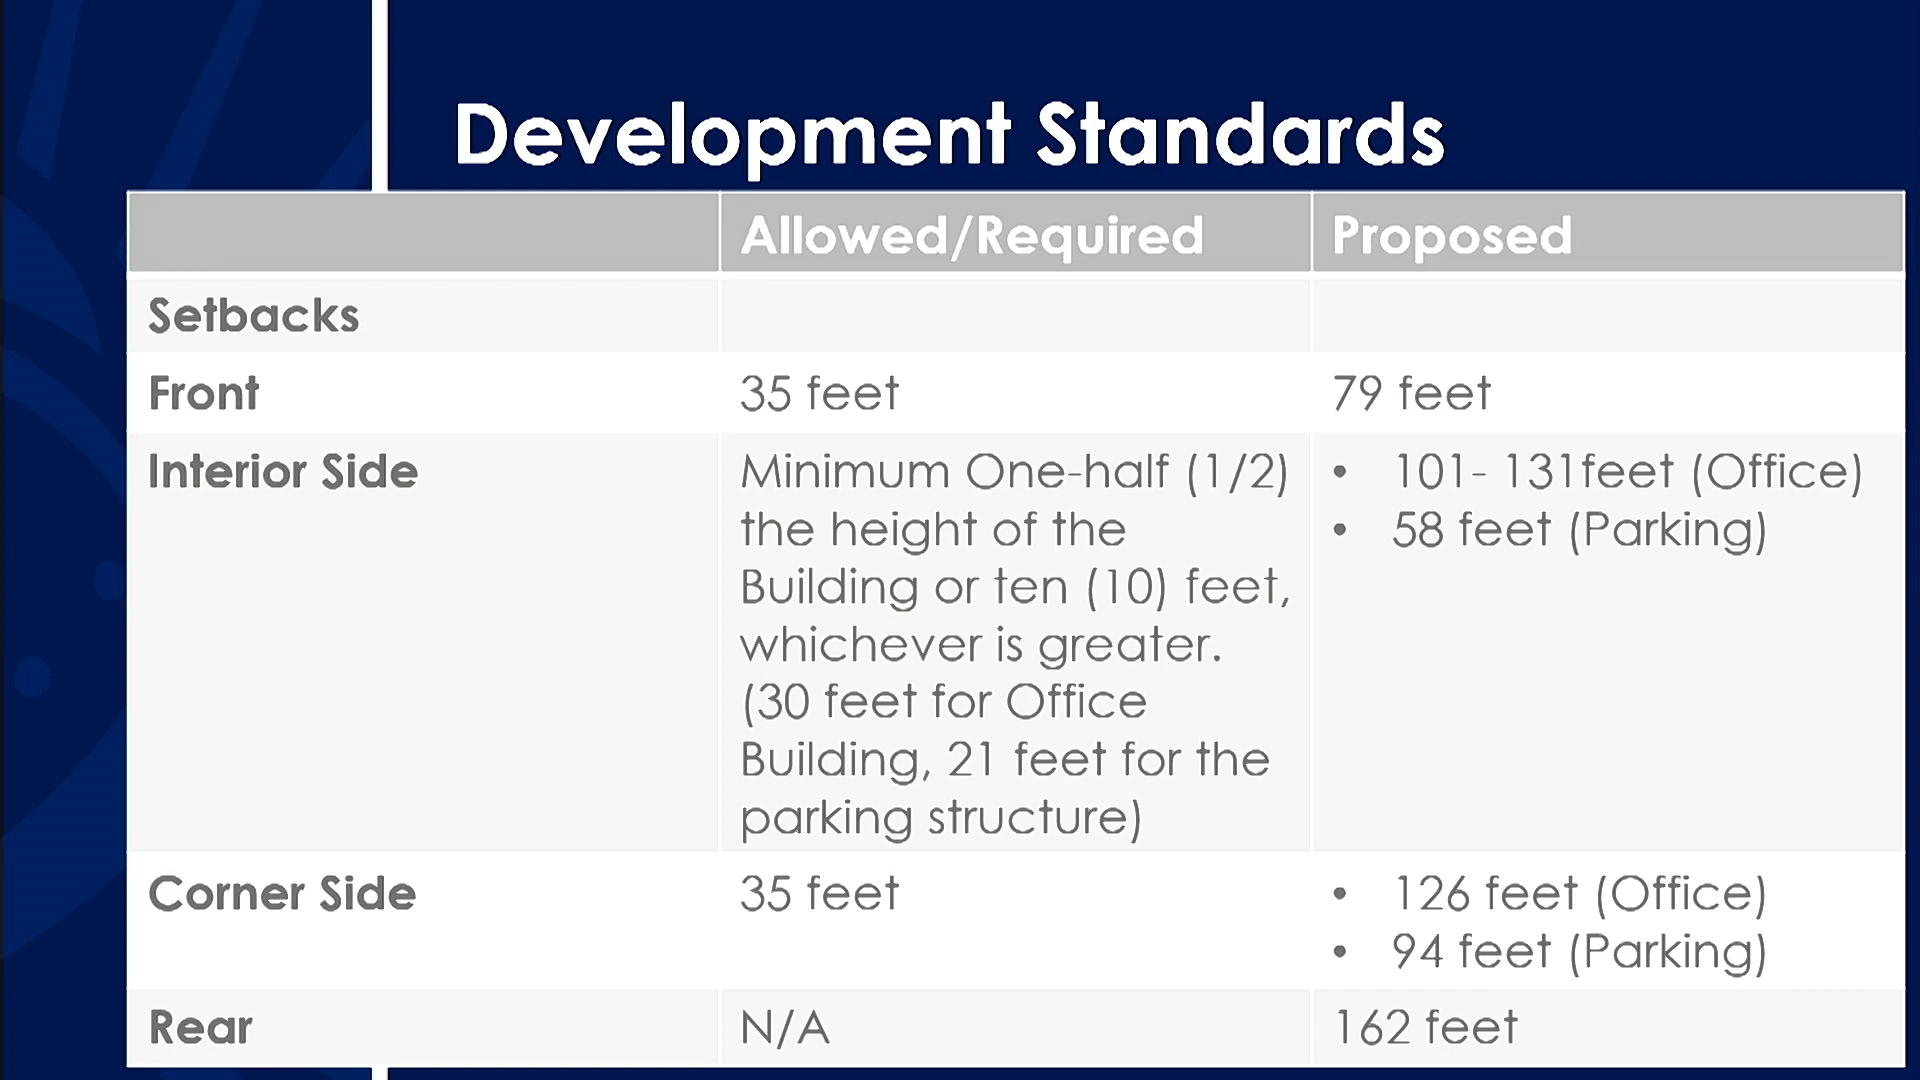 Development Standards
Allowed/Required Proposed
Setbacks
Front 35 feet 79 feet
Interior Side Minimum One-half (1/2) • 101- 131feet (Office)
the height of the • 58 feet (Parking)
Building or ten (10) feet,
whichever is greater.
(30 feet for Office
Building, 21 feet for the
parking structure)
Corner Side 35 feet • 126 feet (Office)
• 94 feet (Parking)
Rear N/A 162 feet